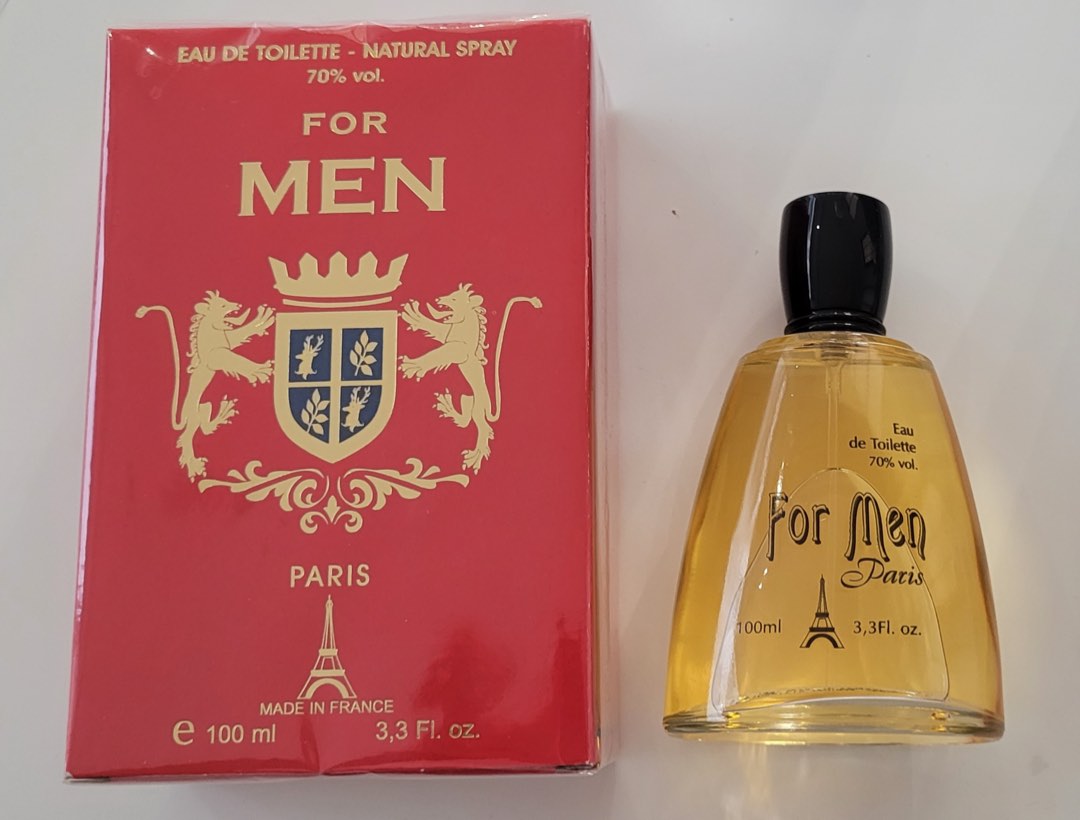 EAU DE TOILETTE - NATURAL SPRAY
70% vol.
FOR
MEN
PARIS
MADE IN FRANCE
e 100 ml 3,3 Fl. oz.
Eau
de Toilette
70% vol.
For Men
Paris
100ml 3,3Fl. oz.